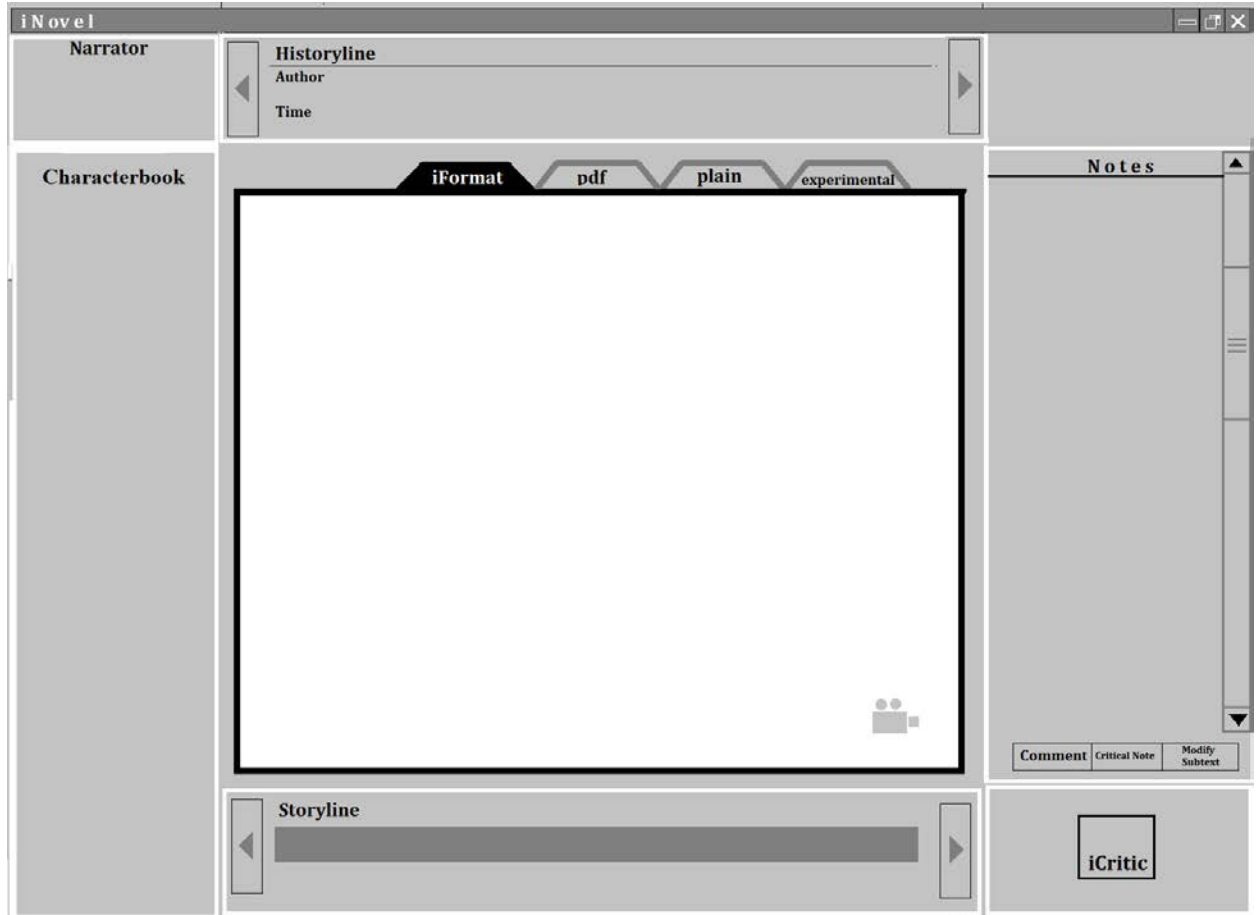 iNovel
Narrator
Historyline
Author
Time
Characterbook
iFormat
pdf
plain
experimental
Notes
Comment
Critical Note
Modify
Subtext
Storyline
iCritic